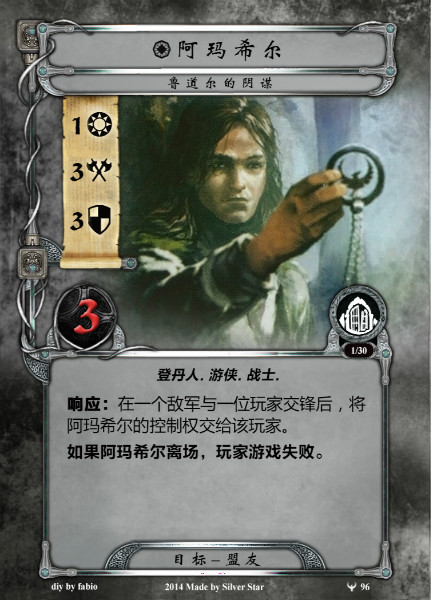 阿玛希尔
鲁道尔的阴谋
1
3
3
3
1/30
登丹人. 游侠. 战士.
响应：在一个敌军与一位玩家交锋后，将
阿玛希尔的控制权交给该玩家。
如果阿玛希尔离场，玩家游戏失败。
目标－盟友
diy by fabio
2014 Made by Silver Star
96